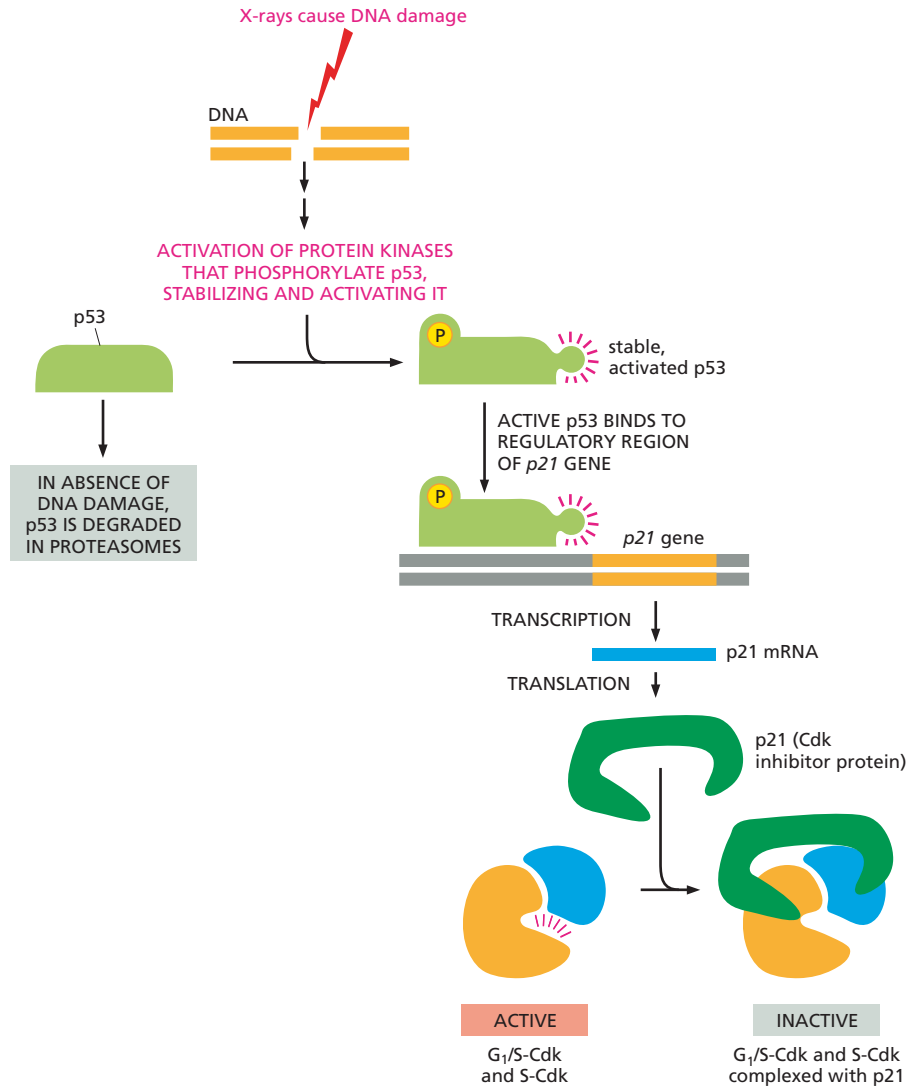 X-rays cause DNA damage
DNA
ACTIVATION OF PROTEIN KINASES
THAT PHOSPHORYLATE p53,
STABILIZING AND ACTIVATING IT
p53
P
stable,
activated p53
ACTIVE p53 BINDS TO
REGULATORY REGION
OF p21 GENE
IN ABSENCE OF
DNA DAMAGE,
p53 IS DEGRADED
IN PROTEASOMES
P
p21 gene
TRANSCRIPTION
p21 mRNA
TRANSLATION
p21 (Cdk
inhibitor protein)
ACTIVE
G₁/S-Cdk
and S-Cdk
INACTIVE
G₁/S-Cdk and S-Cdk
complexed with p21